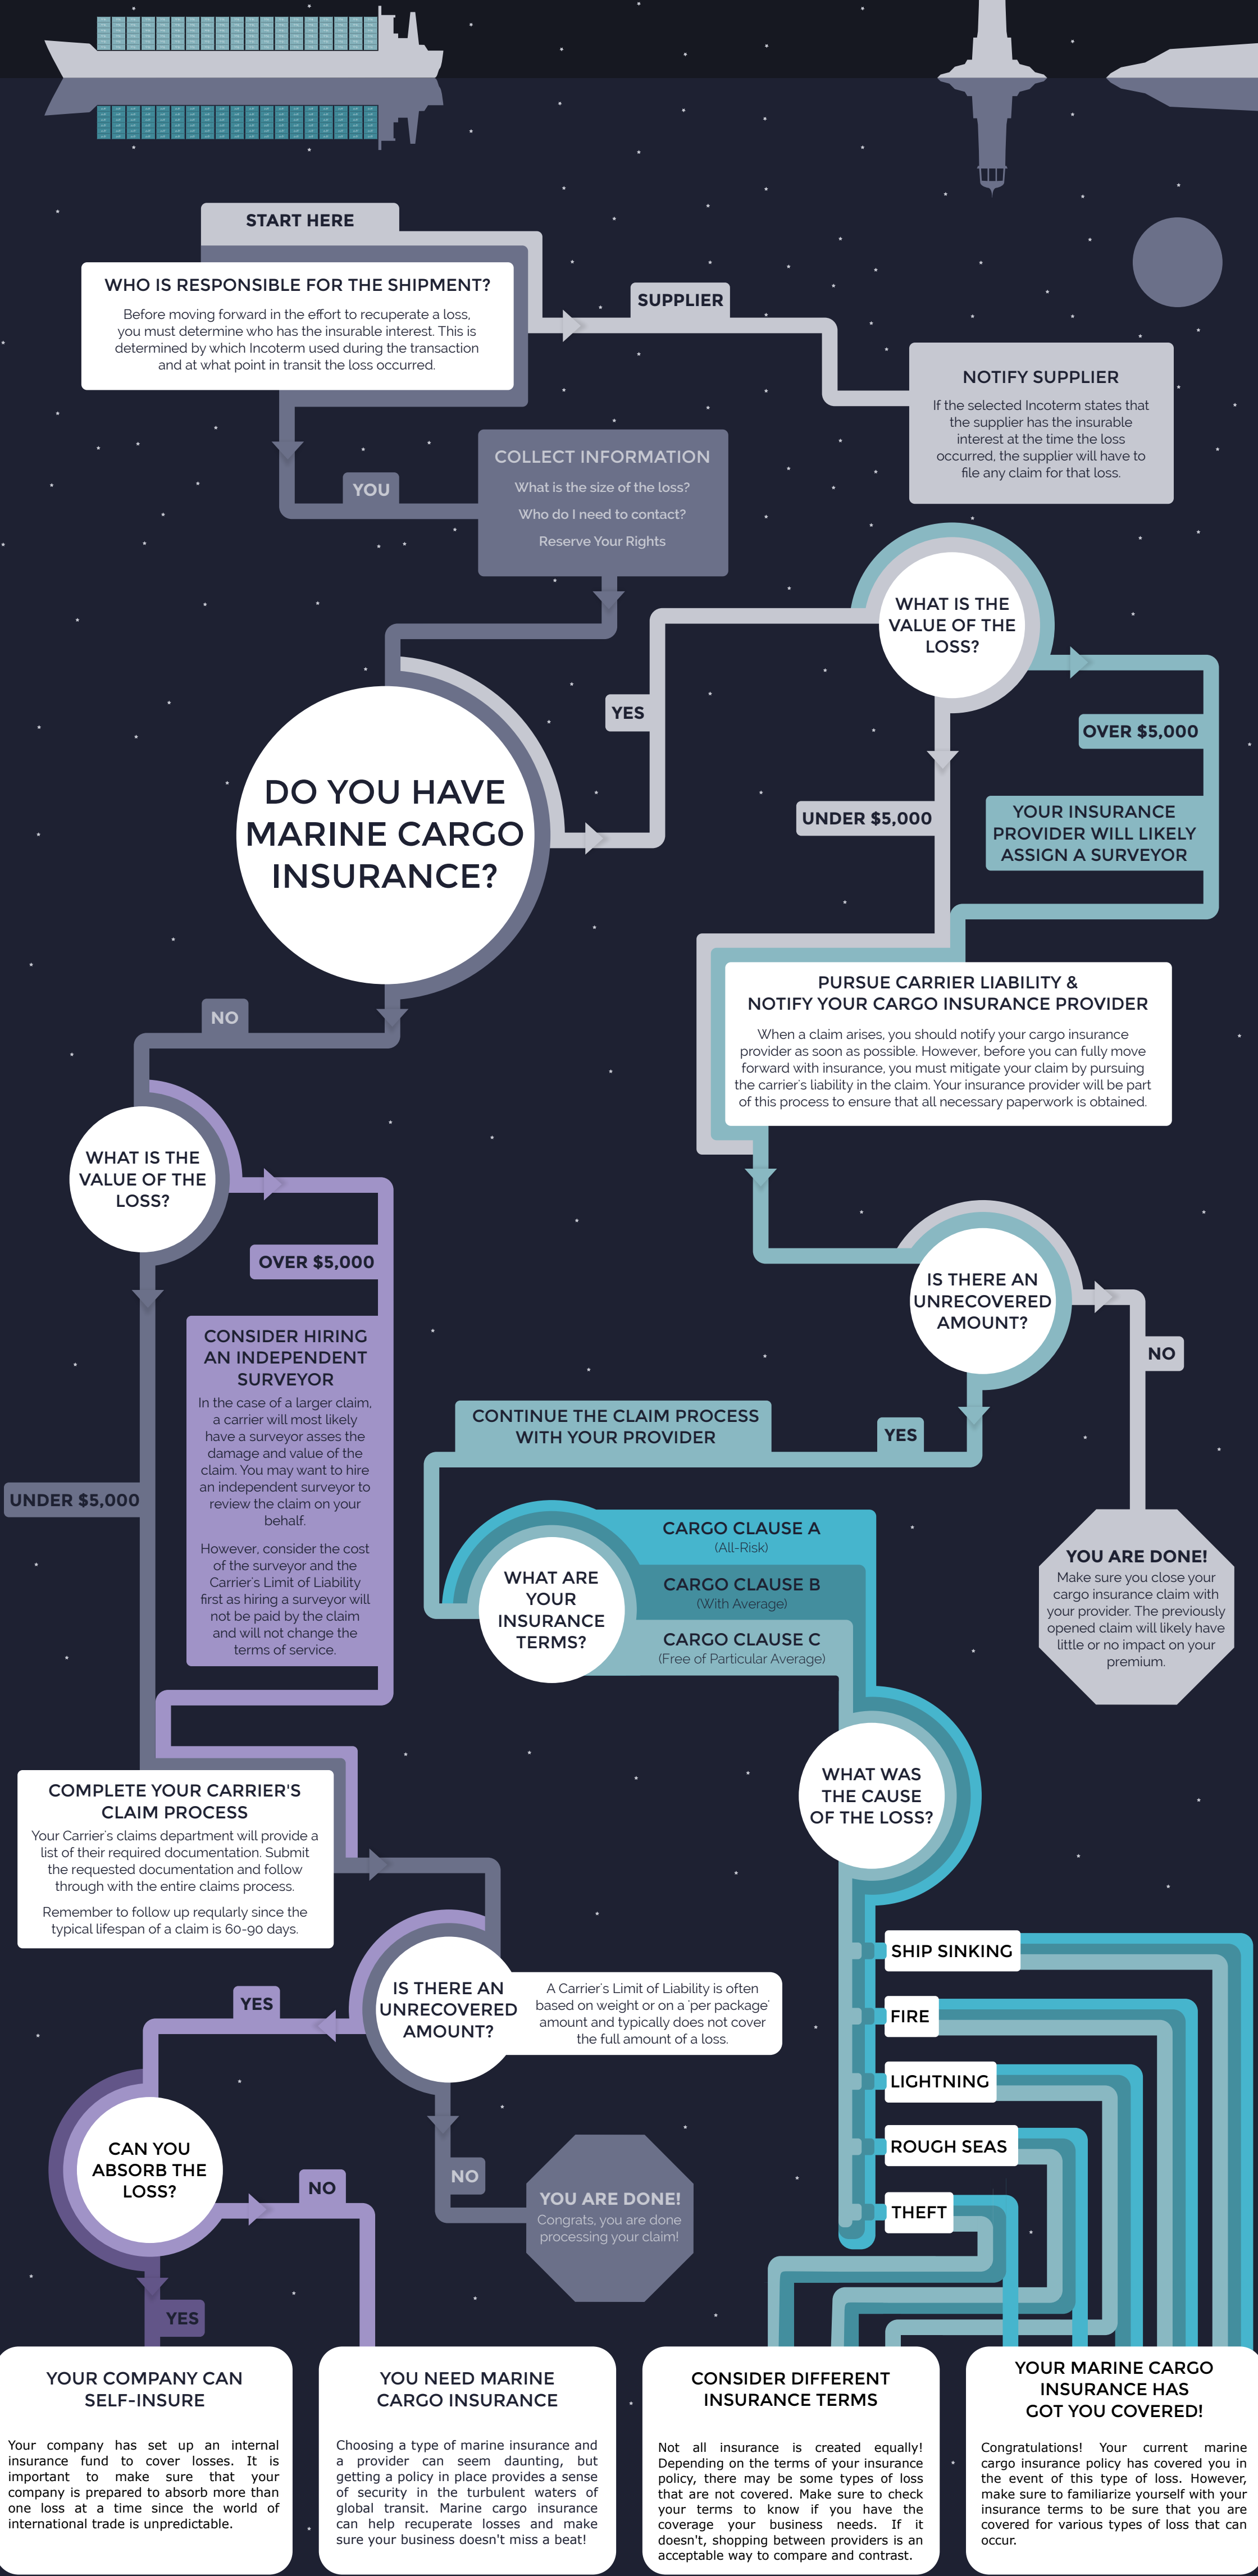 START HERE
WHO IS RESPONSIBLE FOR THE SHIPMENT?
Before moving forward in the effort to recuperate a loss,
you must determine who has the insurable interest. This is
determined by which Incoterm used during the transaction
and at what point in transit the loss occurred.
SUPPLIER
NOTIFY SUPPLIER
If the selected Incoterm states that
the supplier has the insurable
interest at the time the loss
occurred, the supplier will have to
file any claim for that loss.
YOU
COLLECT INFORMATION
What is the size of the loss?
Who do I need to contact?
Reserve Your Rights
DO YOU HAVE
MARINE CARGO
INSURANCE?
YES
WHAT IS THE
VALUE OF THE
LOSS?
OVER $5,000
YOUR INSURANCE
PROVIDER WILL LIKELY
ASSIGN A SURVEYOR
UNDER $5,000
PURSUE CARRIER LIABILITY &
NOTIFY YOUR CARGO INSURANCE PROVIDER
When a claim arises, you should notify your cargo insurance
provider as soon as possible. However, before you can fully move
forward with insurance, you must mitigate your claim by pursuing
the carrier's liability in the claim. Your insurance provider will be part
of this process to ensure that all necessary paperwork is obtained.
NO
WHAT IS THE
VALUE OF THE
LOSS?
OVER $5,000
CONSIDER HIRING
AN INDEPENDENT
SURVEYOR
In the case of a larger claim,
a carrier will most likely
have a surveyor asses the
damage and value of the
claim. You may want to hire
an independent surveyor to
review the claim on your
behalf.
However, consider the cost
of the surveyor and the
Carrier's Limit of Liability
first as hiring a surveyor will
not be paid by the claim
and will not change the
terms of service.
UNDER $5,000
IS THERE AN
UNRECOVERED
AMOUNT?
NO
YOU ARE DONE!
Make sure you close your
cargo insurance claim with
your provider. The previously
opened claim will likely have
little or no impact on your
premium.
YES
CONTINUE THE CLAIM PROCESS
WITH YOUR PROVIDER
WHAT ARE
YOUR
INSURANCE
TERMS?
CARGO CLAUSE A
(All-Risk)
CARGO CLAUSE B
(With Average)
CARGO CLAUSE C
(Free of Particular Average)
WHAT WAS
THE CAUSE
OF THE LOSS?
SHIP SINKING
FIRE
LIGHTNING
ROUGH SEAS
THEFT
COMPLETE YOUR CARRIER'S
CLAIM PROCESS
Your Carrier's claims department will provide a
list of their required documentation. Submit
the requested documentation and follow
through with the entire claims process.
Remember to follow up reqularly since the
typical lifespan of a claim is 60-90 days.
IS THERE AN
UNRECOVERED
AMOUNT?
A Carrier's Limit of Liability is often
based on weight or on a 'per package'
amount and typically does not cover
the full amount of a loss.
YES
NO
YOU ARE DONE!
Congrats, you are done
processing your claim!
CAN YOU
ABSORB THE
LOSS?
NO
YES
YOUR COMPANY CAN
SELF-INSURE
Your company has set up an internal
insurance fund to cover losses. It is
important to make sure that your
company is prepared to absorb more than
one loss at a time since the world of
international trade is unpredictable.
YOU NEED MARINE
CARGO INSURANCE
Choosing a type of marine insurance and
a provider can seem daunting, but
getting a policy in place provides a sense
of security in the turbulent waters of
global transit. Marine cargo insurance
can help recuperate losses and make
sure your business doesn't miss a beat!
CONSIDER DIFFERENT
INSURANCE TERMS
Not all insurance is created equally!
Depending on the terms of your insurance
policy, there may be some types of loss
that are not covered. Make sure to check
your terms to know if you have the
coverage your business needs. If it
doesn't, shopping between providers is an
acceptable way to compare and contrast.
YOUR MARINE CARGO
INSURANCE HAS
GOT YOU COVERED!
Congratulations! Your current marine
cargo insurance policy has covered you in
the event of this type of loss. However,
make sure to familiarize yourself with your
insurance terms to be sure that you are
covered for various types of loss that can
occur.